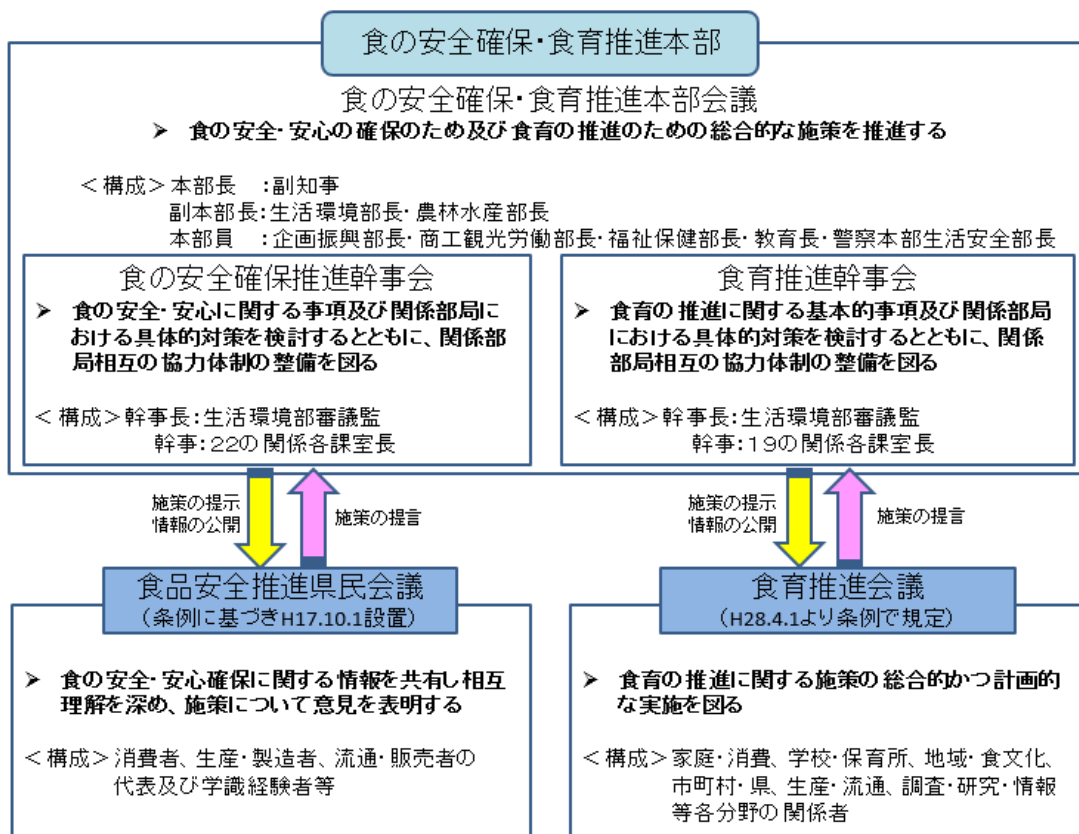 食の安全確保・食育推進本部
食の安全確保・食育推進本部会議
➢ 食の安全・安心の確保のため及び食育の推進のための総合的な施策を推進する
<構成>本部長　:副知事
副本部長:生活環境部長・農林水産部長
本部員　:企画振興部長・商工観光労働部長・福祉保健部長・教育長・警察本部生活安全部長
食の安全確保推進幹事会
➢ 食の安全・安心に関する事項及び関係部局に
おける具体的対策を検討するとともに、関係部
局相互の協力体制の整備を図る
<構成>幹事長:生活環境部審議監
幹事:22の関係各課室長
食育推進幹事会
➢ 食育の推進に関する基本的事項及び関係部局
における具体的対策を検討するとともに、関係
部局相互の協力体制の整備を図る
<構成>幹事長:生活環境部審議監
幹事:19の関係各課室長
施策の提示
情報の公開
施策の提言
施策の提示
情報の公開
施策の提言
食品安全推進県民会議
(条例に基づきH17.10.1設置)
➢ 食の安全・安心確保に関する情報を共有し相互
理解を深め、施策について意見を表明する
<構成>消費者、生産・製造者、流通・販売者の
代表及び学識経験者等
食育推進会議
(H28.4.1より条例で規定)
➢ 食育の推進に関する施策の総合的かつ計画的
な実施を図る
<構成>家庭・消費、学校・保育所、地域・食文化、
市町村・県、生産・流通、調査・研究・情報
等各分野の関係者